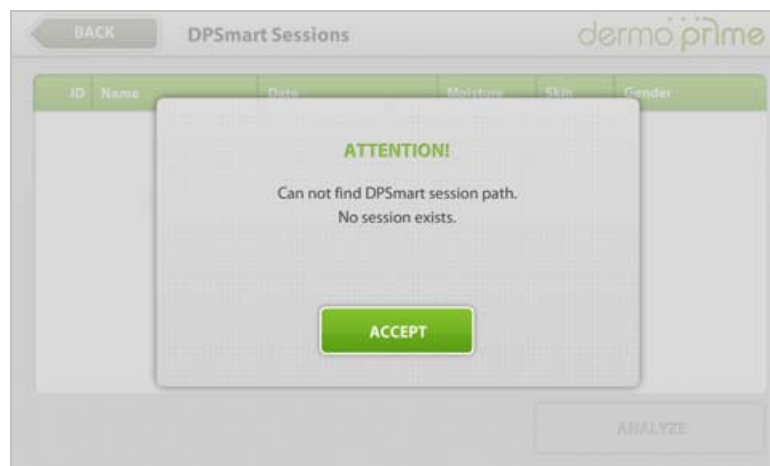 BACK
DPSmart Sessions
dermo prime
ID Name Date Moisture Skin Gender
ATTENTION!
Can not find DPSmart session path.
No session exists.
ACCEPT
ANALYZE